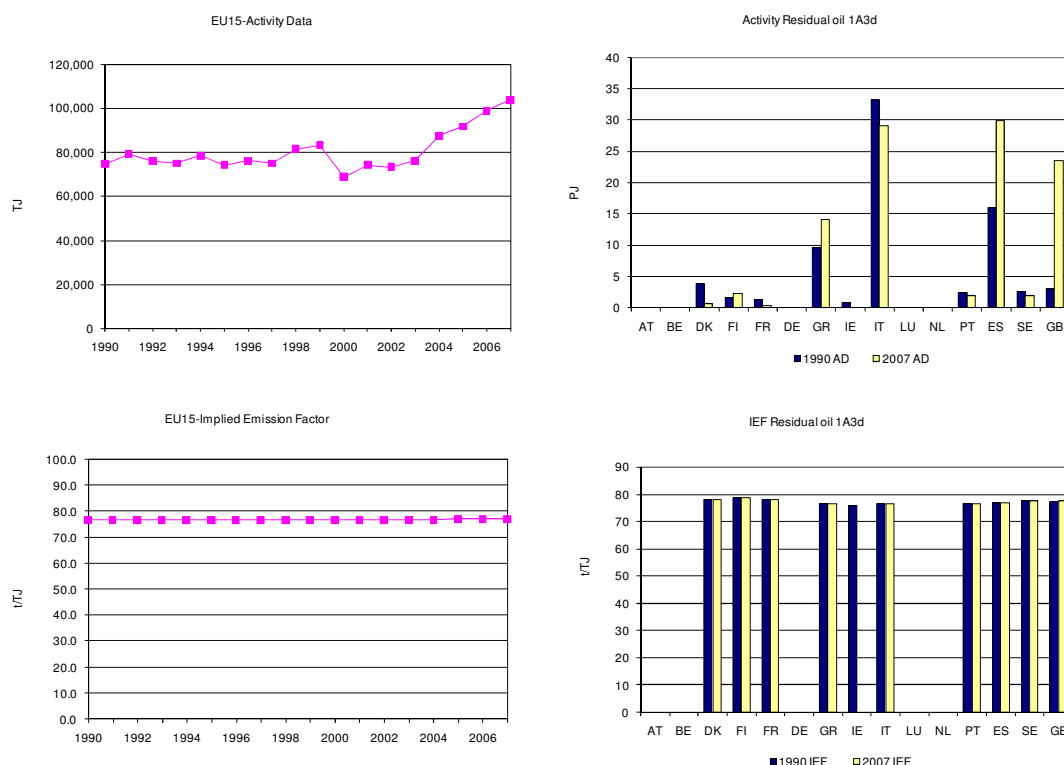 EU15-Activity Data
120,000
100,000
80,000
60,000
40,000
20,000
0
TJ
1990 1992 1994 1996 1998 2000 2002 2004 2006
Activity Residual oil 1A3d
40
35
30
25
20
15
10
5
0
PJ
AT BE DK FI FR DE GR IE IT LU NL PT ES SE GB
1990 AD 2007 AD
EU15-Implied Emission Factor
100.0
90.0
80.0
70.0
60.0
50.0
40.0
30.0
20.0
10.0
0.0
t/TJ
1990 1992 1994 1996 1998 2000 2002 2004 2006
IEF Residual oil 1A3d
90
80
70
60
50
40
30
20
10
0
t/TJ
AT BE DK FI FR DE GR IE IT LU NL PT ES SE GB
1990 IEF 2007 IEF